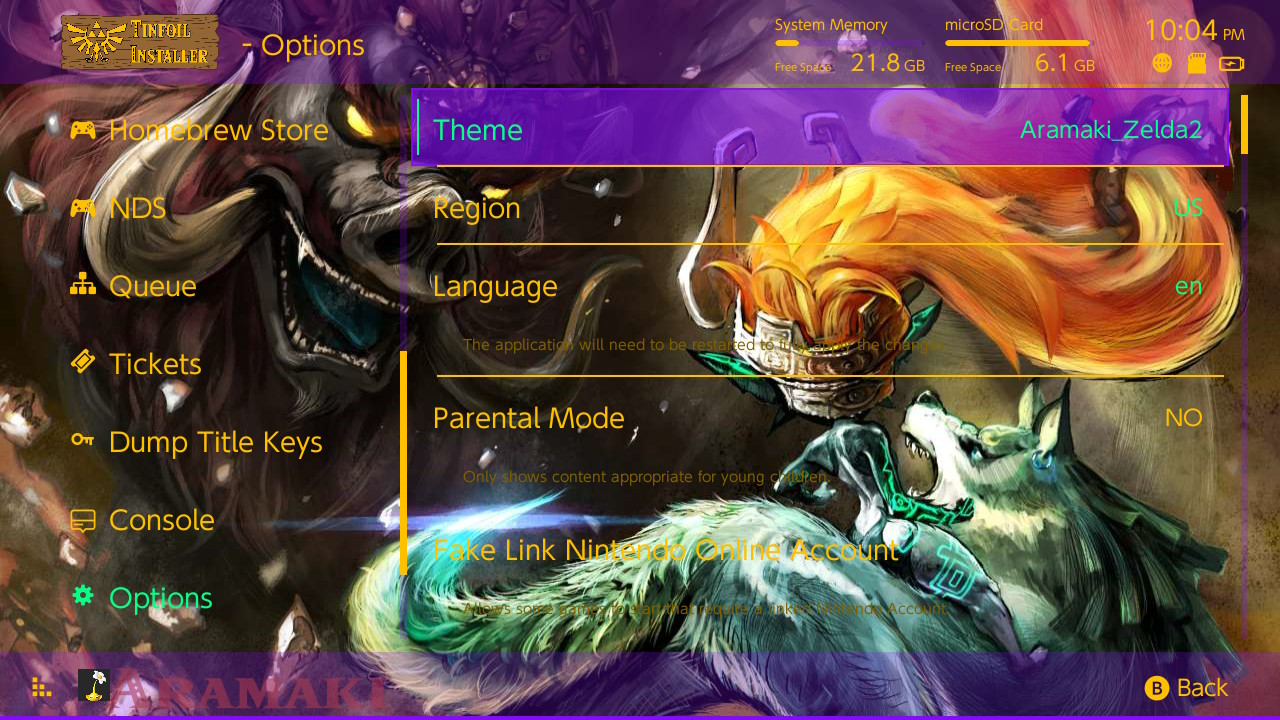 TINFOIL
INSTALLER
- Options
System Memory
Free Space 21.8 GB
microSD Card
Free Space 6.1 GB
10:04 PM
Homebrew Store
NDS
Queue
Tickets
Dump Title Keys
Console
Options
Theme Aramaki_Zelda2
Region US
Language en
The application will need to be restarted to fully apply the changes.
Parental Mode NO
Only shows content appropriate for young children.
Fake Link Nintendo Online Account
Allows some games to start that require a linked Nintendo Account.
ARAMAKI
B Back